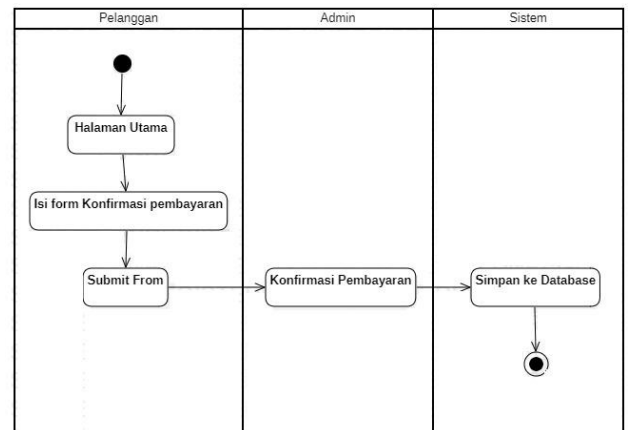 Pelanggan
Admin
Sistem
Halaman Utama
Isi form Konfirmasi pembayaran
Submit From
Konfirmasi Pembayaran
Simpan ke Database